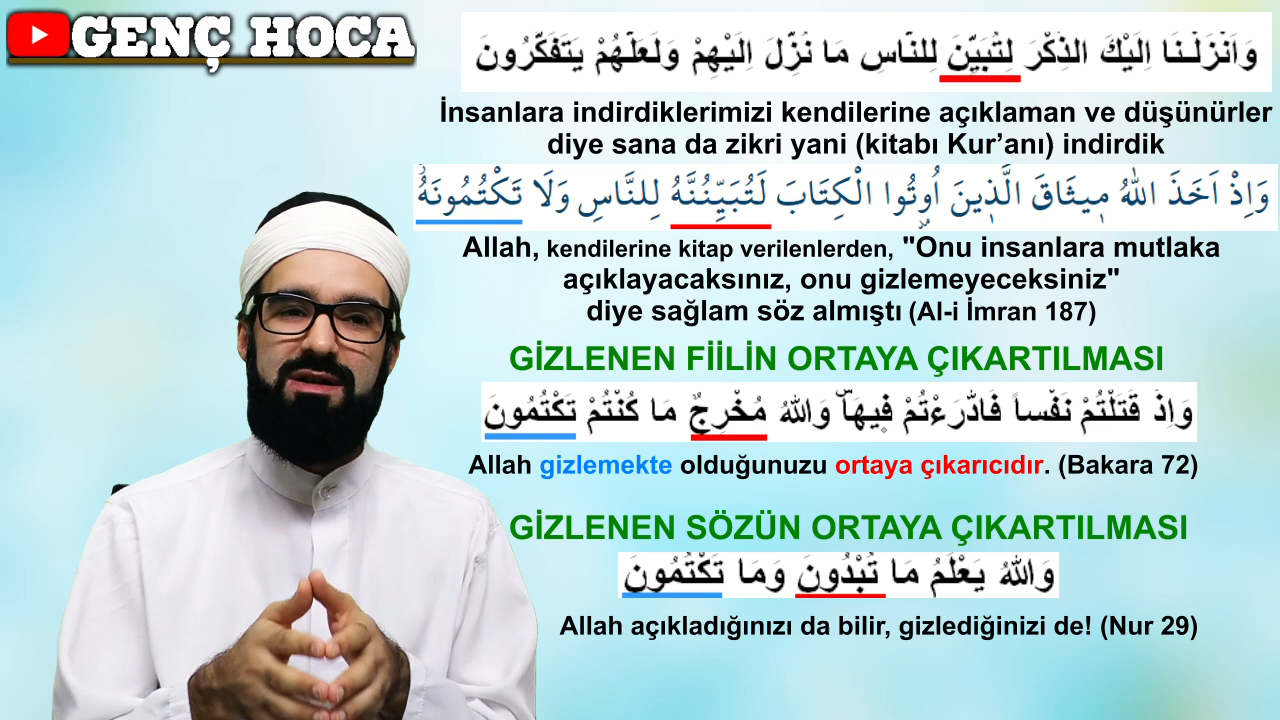 GENÇ HOCA
وَاَنْزَلْـنَٓا اِلَيْكَ الذِّكْرَ لِتُبَيِّنَ لِلنَّاسِ مَا نُزِّلَ اِلَيْهِمْ وَلَعَلَّهُمْ يَتَفَكَّرُونَ
İnsanlara indirdiklerimizi kendilerine açıklaman ve düşünürler
diye sana da zikri yani (kitabı Kur’anı) indirdik
وَاِذْ اَخَذَ اللّٰهُ م۪يثَاقَ الَّذ۪ينَ اُو۫تُوا الْكِتَابَ لَتُبَيِّنُنَّهُ لِلنَّاسِ وَلَا تَكْتُمُونَهُۘ
Allah, kendilerine kitap verilenlerden, "Onu insanlara mutlaka
açıklayacaksınız, onu gizlemeyeceksiniz"
diye sağlam söz almıştı (Al-i İmran 187)
GİZLENEN FİİLİN ORTAYA ÇIKARTILMASI
وَاِذْ قَتَلْتُمْ نَفْساً فَادّٰرَءْتُمْ ف۪يهَاۜ وَاللّٰهُ مُخْرِجٌ مَا كُنْتُمْ تَكْتُمُونَ
Allah gizlemekte olduğunuzu ortaya çıkarıcıdır. (Bakara 72)
GİZLENEN SÖZÜN ORTAYA ÇIKARTILMASI
وَاللّٰهُ يَعْلَمُ مَا تُبْدُونَ وَمَا تَكْتُمُونَ
Allah açıkladığınızı da bilir, gizlediğinizi de! (Nur 29)